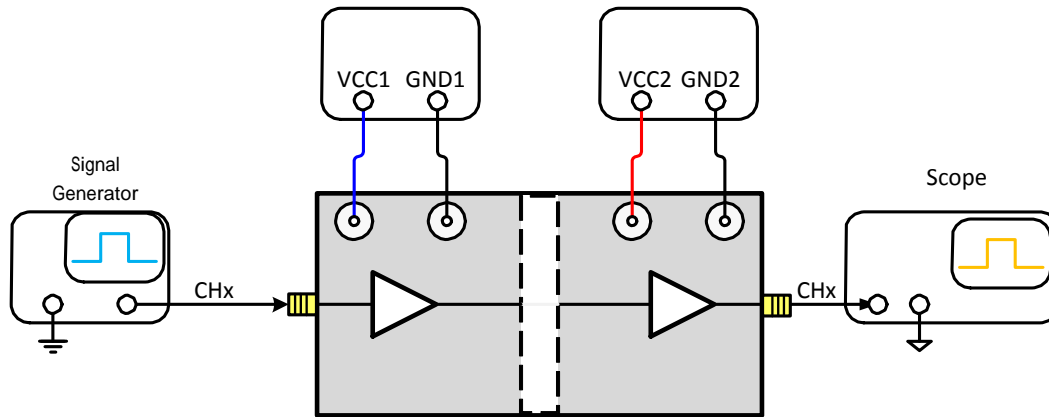 VCC1 GND1
VCC2 GND2
Signal
Generator
Scope
CHx
CHx